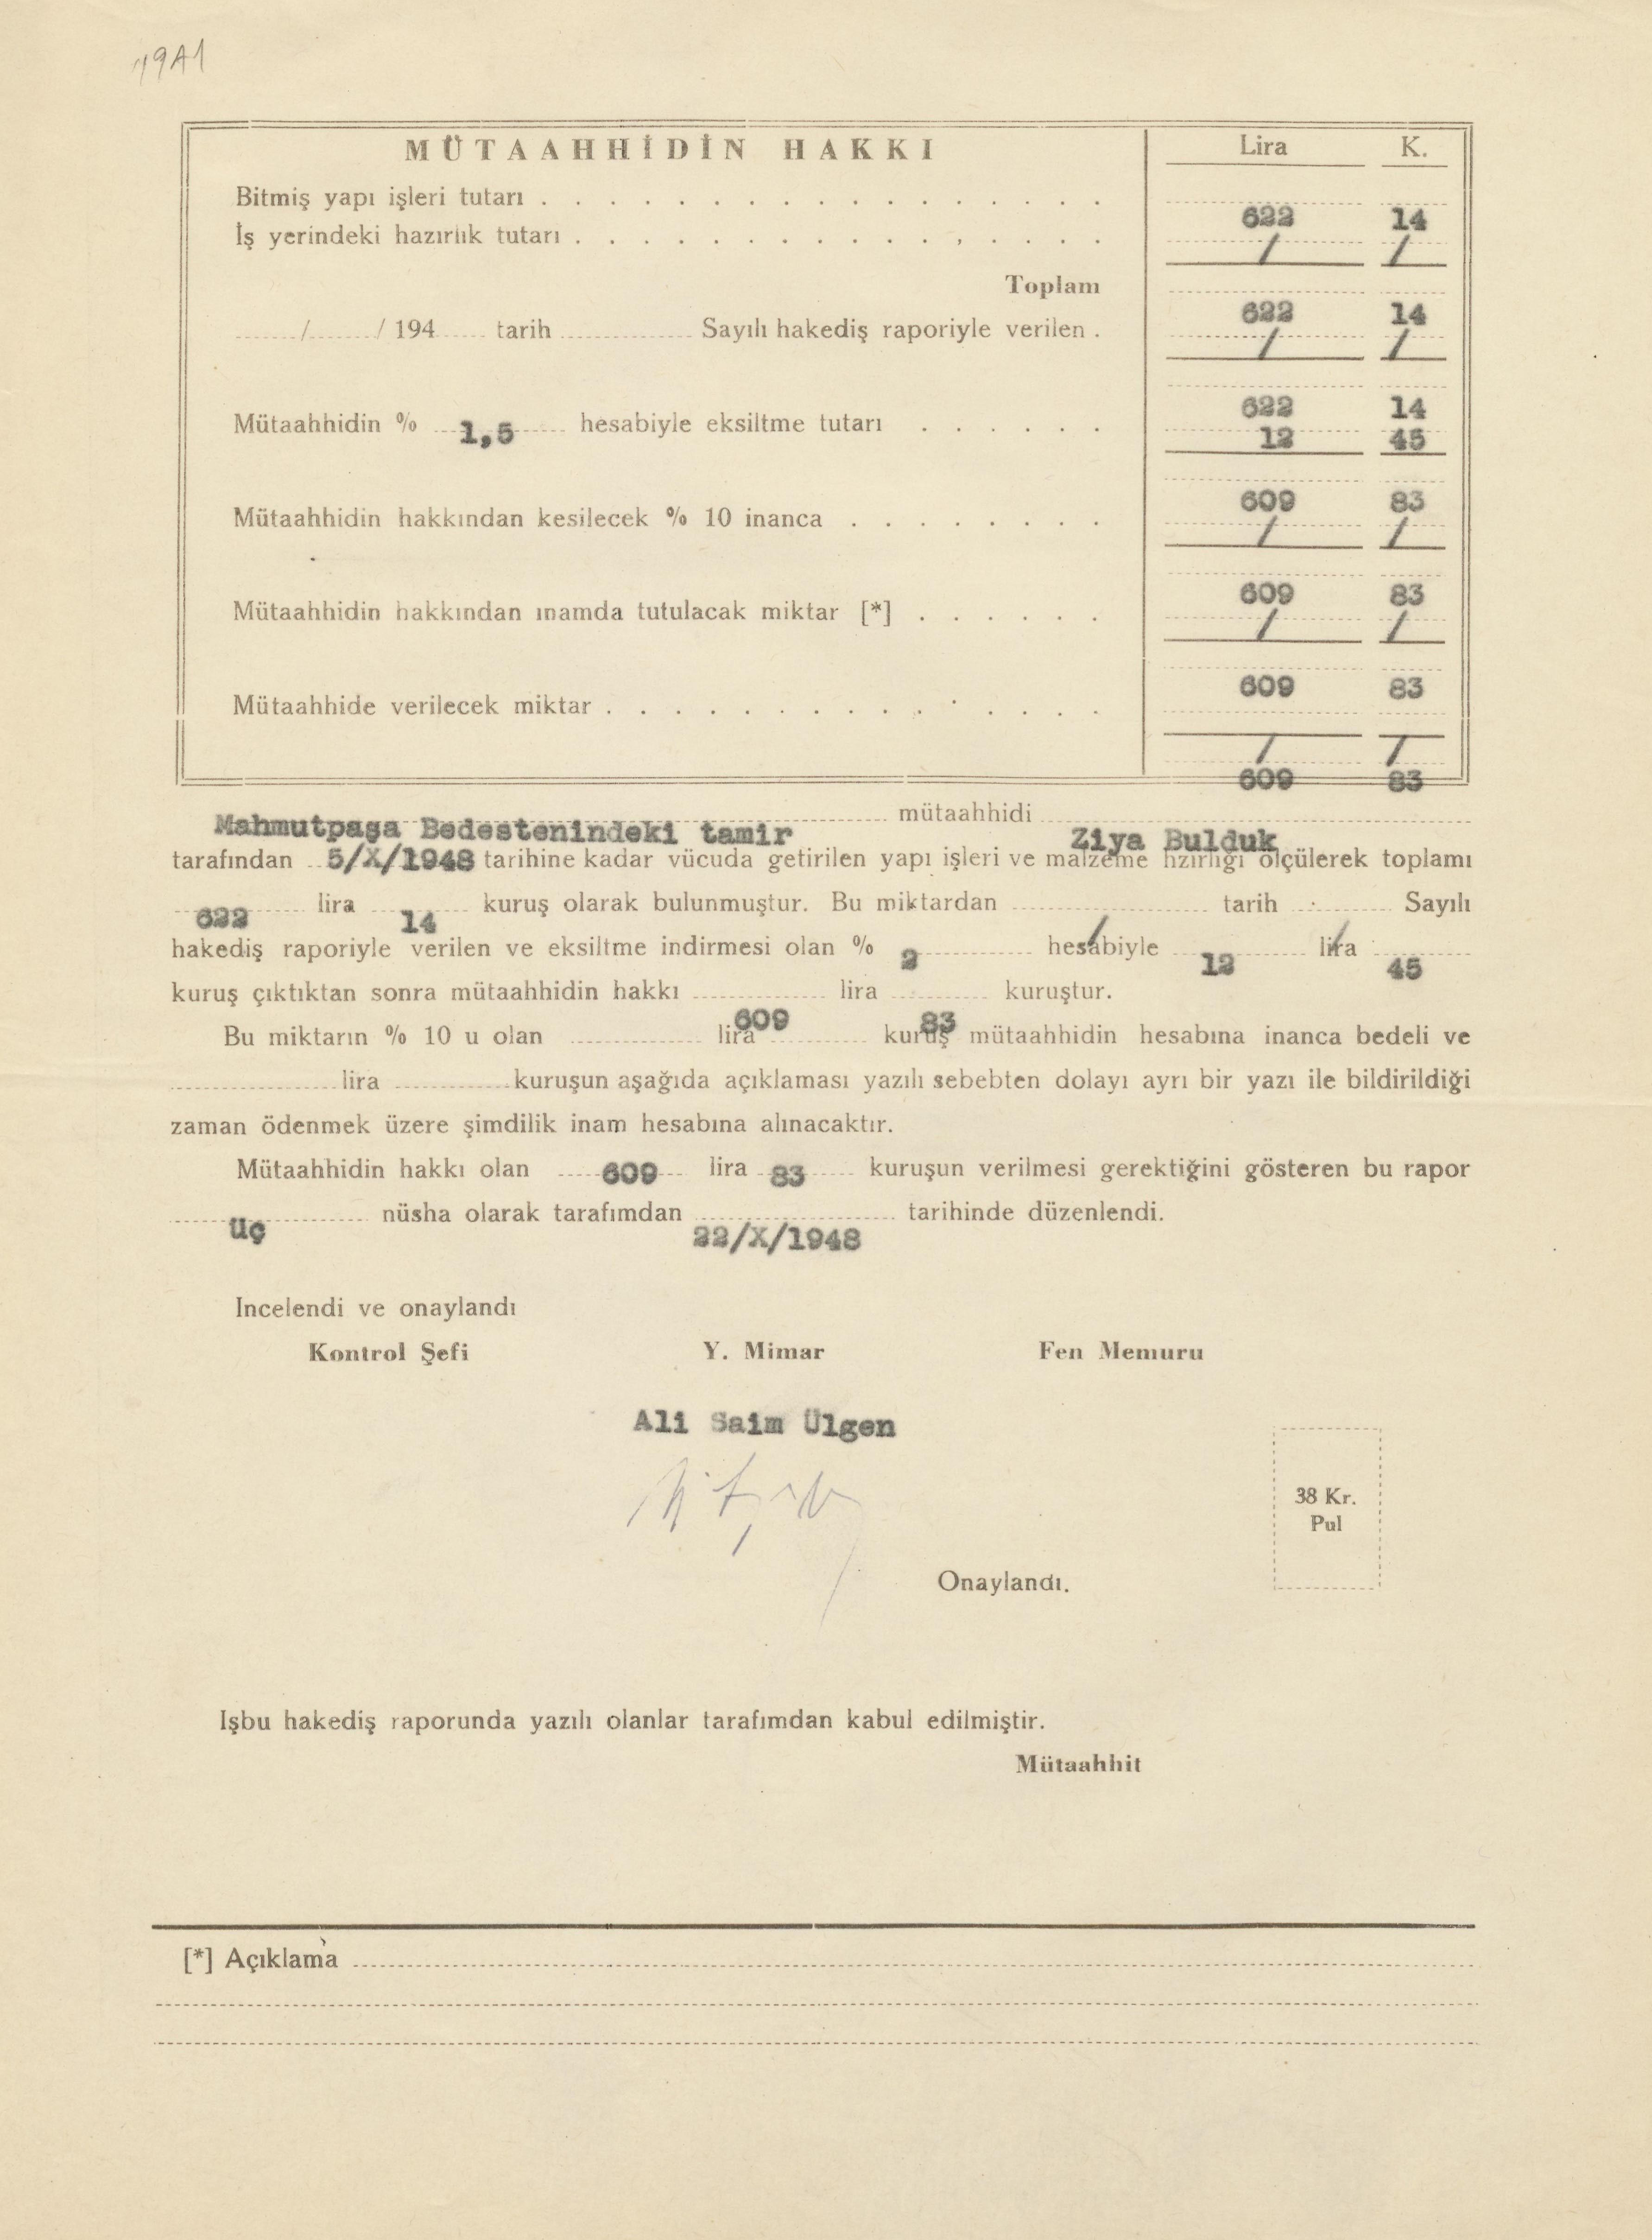 19A1
MÜTAAHHİDİN HAKKI Lira K.
Bitmiş yapı işleri tutarı . . . . . . . . . . . . . . . . . 622 14
İş yerindeki hazırlık tutarı . . . . . . . . . . . . . . . . / /
Toplam 622 14
......./......../ 194...... tarih ............... Sayılı hakediş raporiyle verilen . / /
622 14
Mütaahhidin % 1,5 hesabiyle eksiltme tutarı . . . . . . 12 45
609 83
Mütaahhidin hakkından kesilecek % 10 inanca . . . . . . . . / /
609 83
Mütaahhidin hakkından ınamda tutulacak miktar [*] . . . . . . / /
609 83
Mütaahhide verilecek miktar . . . . . . . . . . . . . . . / /
609 83
Mahmutpaşa Bedestenindeki tamir mütaahhidi Ziya Bulduk
tarafından 5/X/1948 tarihine kadar vücuda getirilen yapı işleri ve malzeme hzırlığı ölçülerek toplamı
622 lira 14 kuruş olarak bulunmuştur. Bu miktardan / tarih / Sayılı
hakediş raporiyle verilen ve eksiltme indirmesi olan % 2 hesabiyle 12 lira 45
kuruş çıktıktan sonra mütaahhidin hakkı 609 lira 83 kuruştur.
Bu miktarın % 10 u olan ............... lira ............ kuruş mütaahhidin hesabına inanca bedeli ve
................... lira ............. kuruşun aşağıda açıklaması yazılı sebebten dolayı ayrı bir yazı ile bildirildiği
zaman ödenmek üzere şimdilik inam hesabına alınacaktır.
Mütaahhidin hakkı olan 609 lira 83 kuruşun verilmesi gerektiğini gösteren bu rapor
üç nüsha olarak tarafımdan 22/X/1948 tarihinde düzenlendi.
Incelendi ve onaylandı
Kontrol Şefi Y. Mimar Fen Memuru
Ali Saim Ülgen
38 Kr.
Pul
Onaylandı.
Işbu hakediş raporunda yazılı olanlar tarafımdan kabul edilmiştir.
Mütaahhit
[*] Açıklama